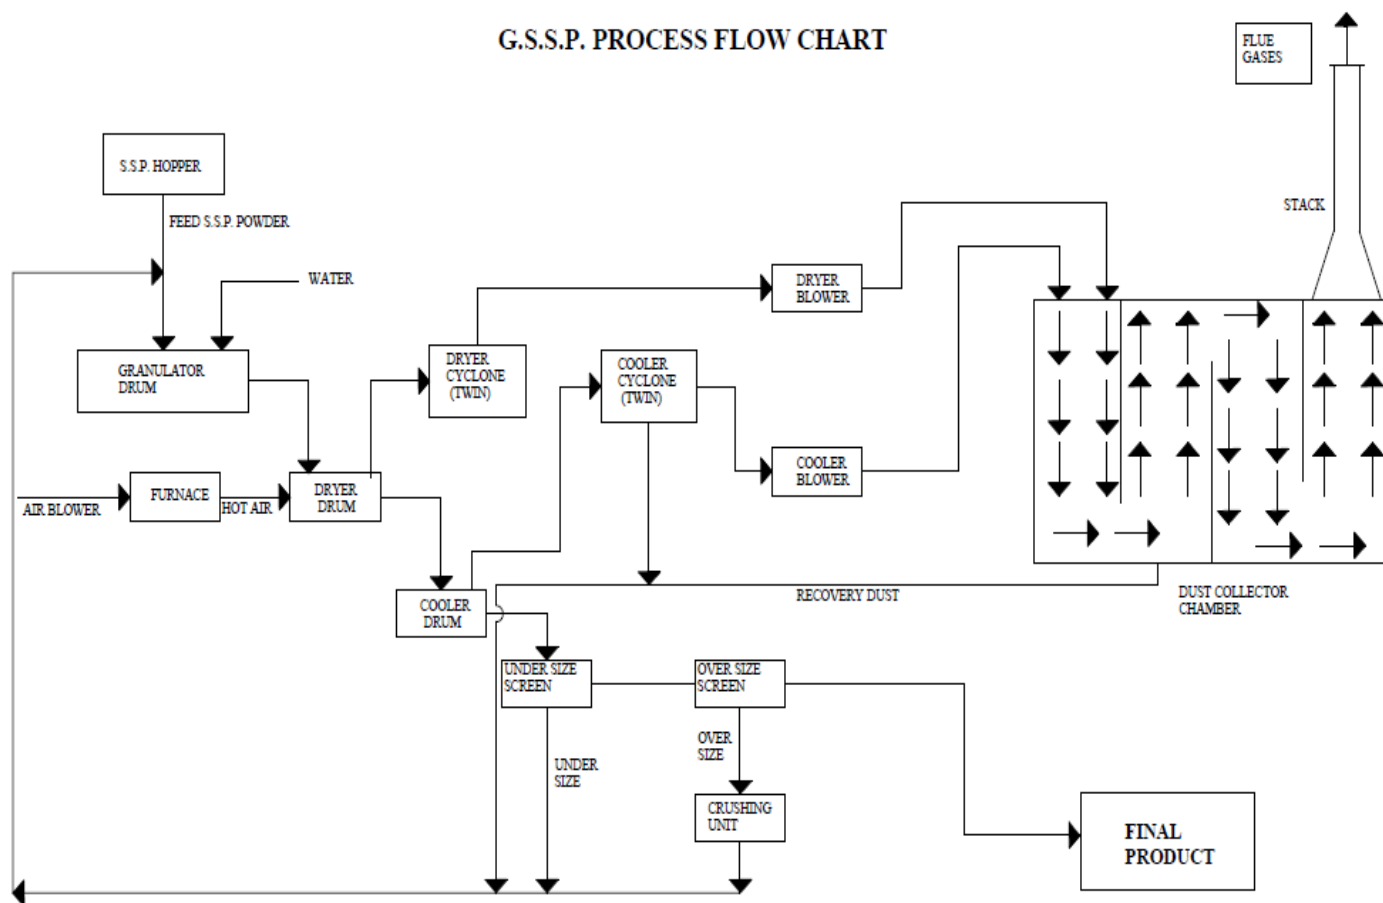 G.S.S.P. PROCESS FLOW CHART
FLUE
GASES
S.S.P. HOPPER
STACK
FEED S.S.P. POWDER
WATER
DRYER
BLOWER
GRANULATOR
DRUM
DRYER
CYCLONE
(TWIN)
COOLER
CYCLONE
(TWIN)
COOLER
BLOWER
AIR BLOWER
FURNACE
HOT AIR
DRYER
DRUM
COOLER
DRUM
RECOVERY DUST
DUST COLLECTOR
CHAMBER
UNDER SIZE
SCREEN
OVER SIZE
SCREEN
UNDER
SIZE
OVER
SIZE
CRUSHING
UNIT
FINAL
PRODUCT